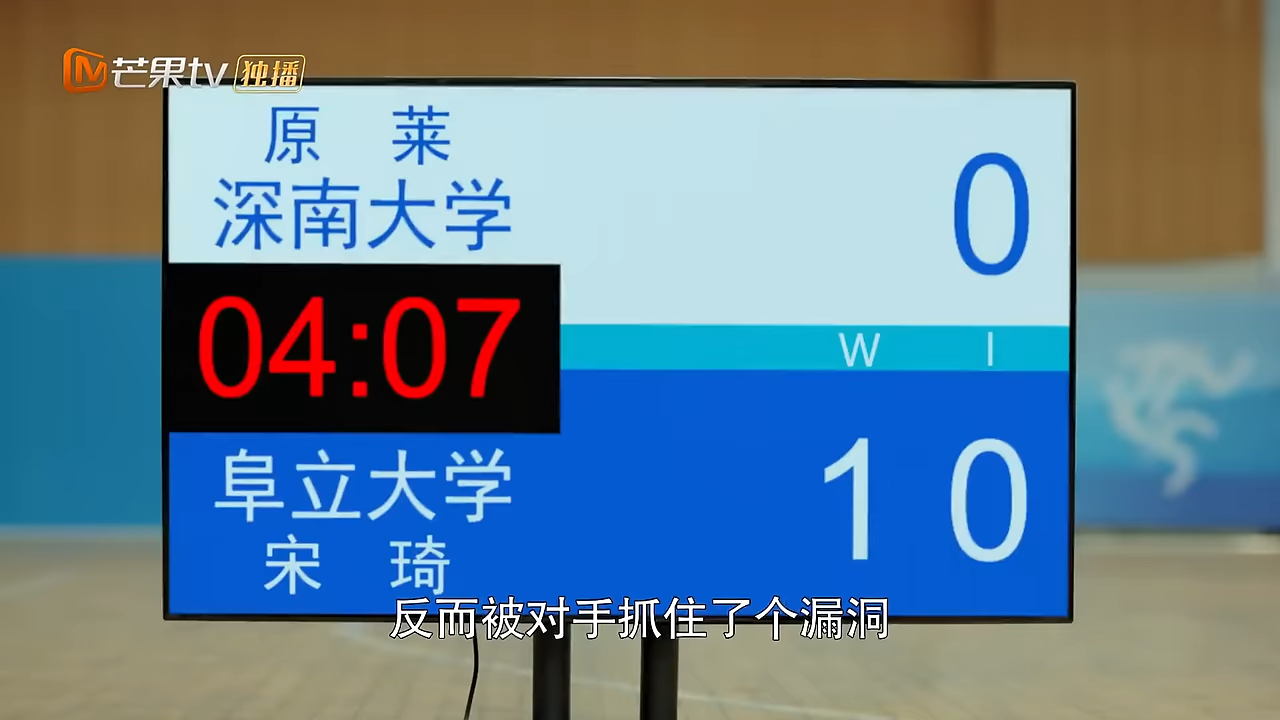 芒果tv 独播
原 莱
深南大学
0
04:07
W I
阜立大学
1 0
宋 琦
反而被对手抓住了个漏洞